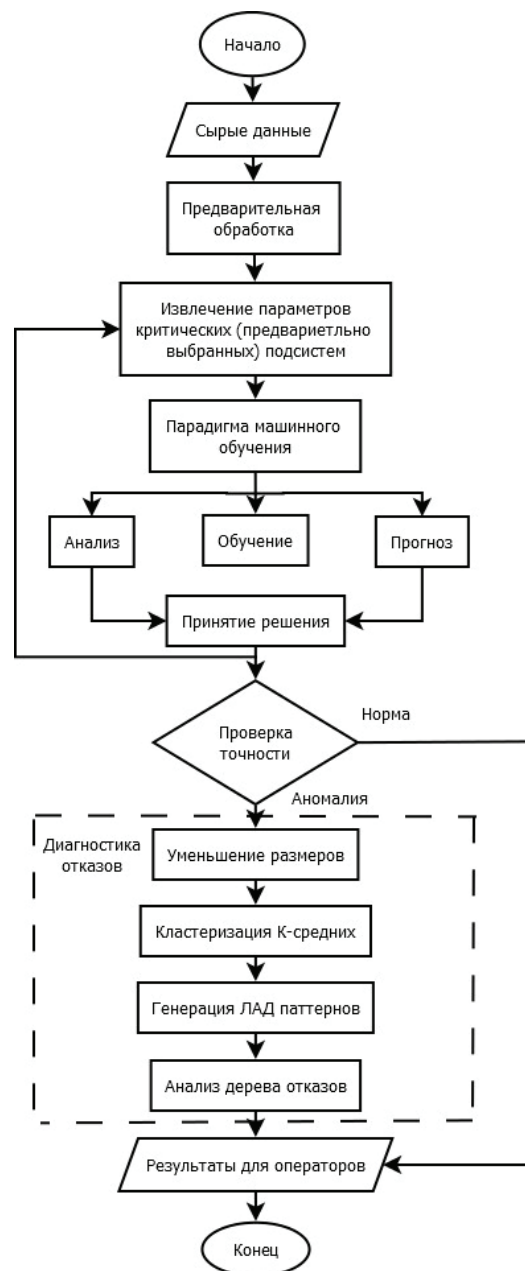 Начало
Сырые данные
Предварительная
обработка
Извлечение параметров
критических (предвариетльно
выбранных) подсистем
Парадигма машинного
обучения
Анализ
Обучение
Прогноз
Принятие решения
Проверка
точности
Норма
Аномалия
Диагностика
отказов
Уменьшение размеров
Кластеризация К-средних
Генерация ЛАД паттернов
Анализ дерева отказов
Результаты для операторов
Конец